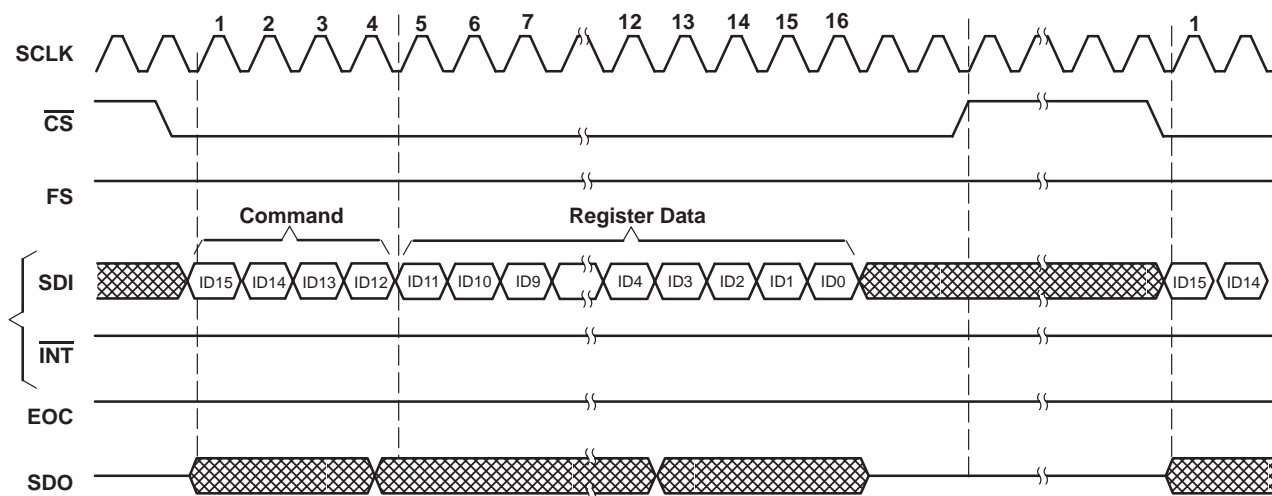 1 2 3 4 5 6 7 12 13 14 15 16 1
SCLK
CS
FS
Command Register Data
SDI ID15 ID14 ID13 ID12 ID11 ID10 ID9 ID4 ID3 ID2 ID1 ID0 ID15 ID14
INT
EOC
SDO